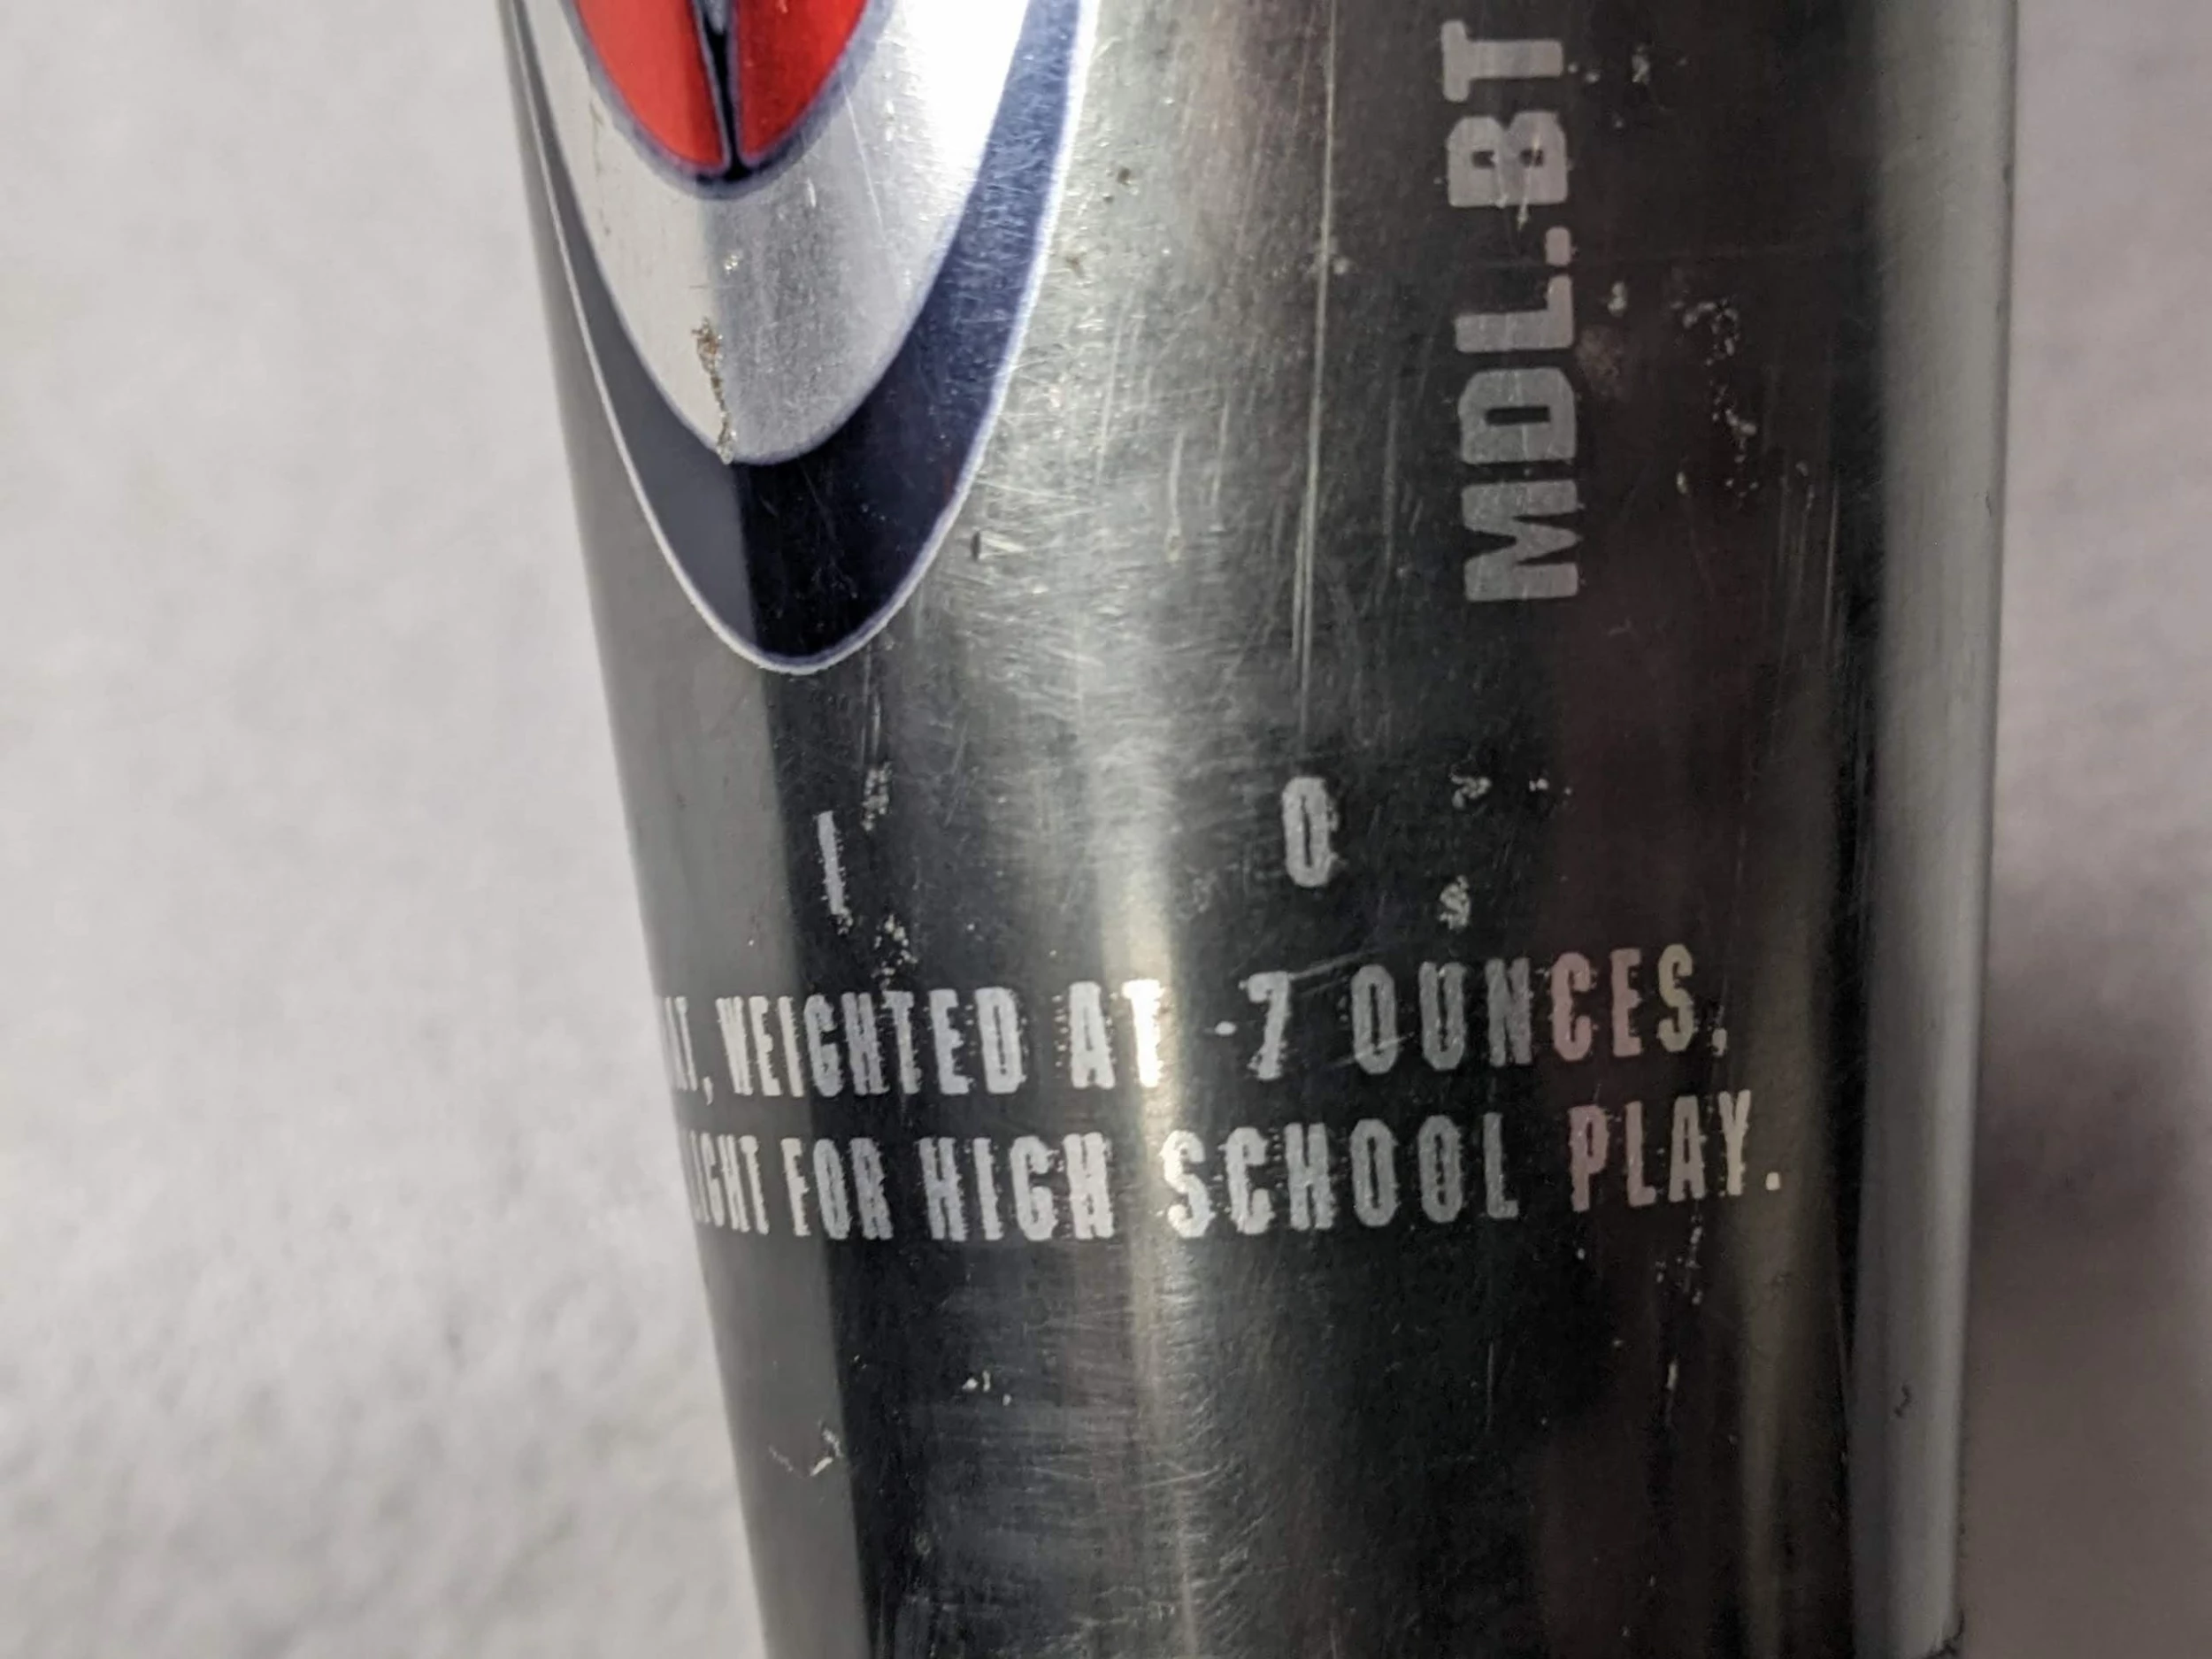 MDL.BT
I O
WEIGHTED AT -7 OUNCES,
FOR HIGH SCHOOL PLAY.